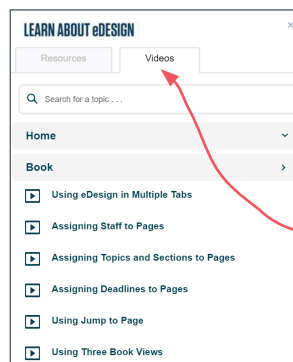 LEARN ABOUT eDESIGN
Resources
Videos
Search for a topic . . .
Home
Book
Using eDesign in Multiple Tabs
Assigning Staff to Pages
Assigning Topics and Sections to Pages
Assigning Deadlines to Pages
Using Jump to Page
Using Three Book Views